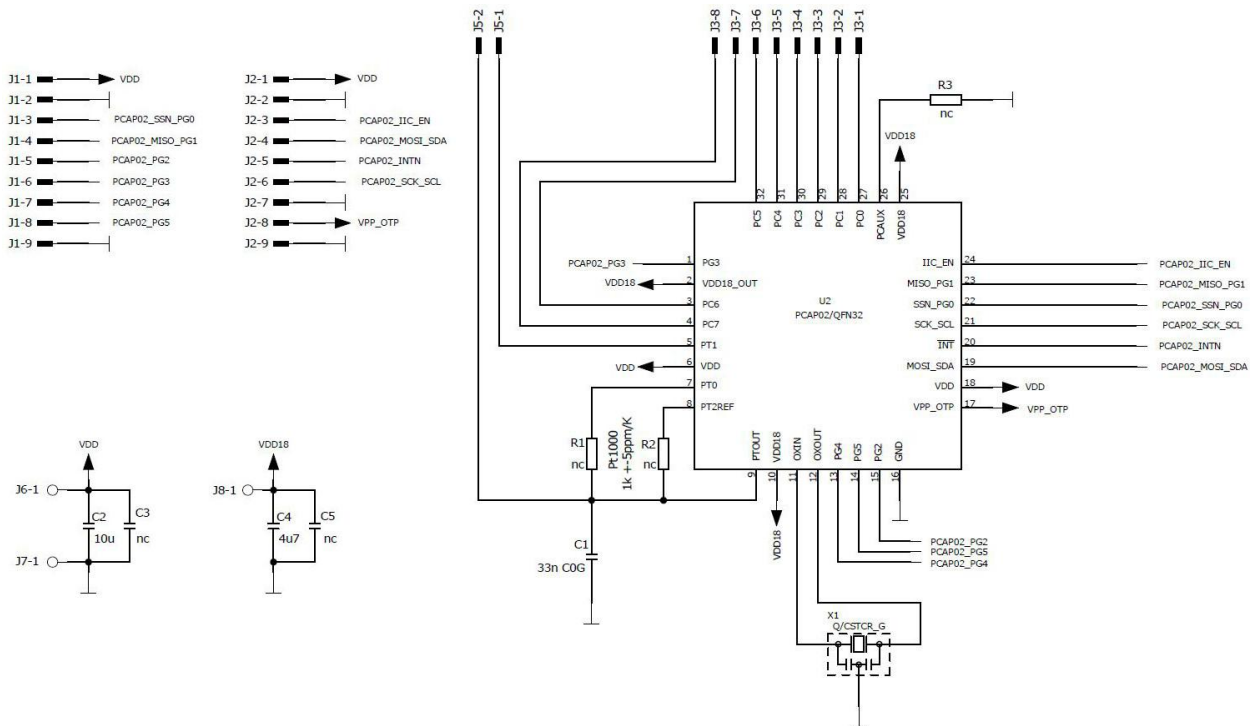 J5-2
J5-1
J3-8
J3-7
J3-6
J3-5
J3-4
J3-3
J3-2
J3-1
J1-1 VDD
J1-2
J1-3 PCAP02_SSN_PG0
J1-4 PCAP02_MISO_PG1
J1-5 PCAP02_PG2
J1-6 PCAP02_PG3
J1-7 PCAP02_PG4
J1-8 PCAP02_PG5
J1-9
J2-1 VDD
J2-2
J2-3 PCAP02_IIC_EN
J2-4 PCAP02_MOSI_SDA
J2-5 PCAP02_INTN
J2-6 PCAP02_SCK_SCL
J2-7
J2-8 VPP_OTP
J2-9
R3
nc
VDD18
32 31 30 29 28 27 26 25
PC5 PC4 PC3 PC2 PC1 PC0 PCAUX VDD18
PCAP02_PG3 1 PG3
VDD18 2 VDD18_OUT
3 PC6
4 PC7
5 PT1
VDD 6 VDD
7 PT0
8 PT2REF
U2
PCAP02/QFN32
IIC_EN 24 PCAP02_IIC_EN
MISO_PG1 23 PCAP02_MISO_PG1
SSN_PG0 22 PCAP02_SSN_PG0
SCK_SCL 21 PCAP02_SCK_SCL
INT 20 PCAP02_INTN
MOSI_SDA 19 PCAP02_MOSI_SDA
VDD 18 VDD
VPP_OTP 17 VPP_OTP
PTOUT VDD18 OXIN OXOUT PG4 PG5 PG2 GND
9 10 11 12 13 14 15 16
R1
nc
Pt1000
1k +-5ppm/K
R2
nc
VDD18
PCAP02_PG2
PCAP02_PG5
PCAP02_PG4
C1
33n C0G
X1
Q/CSTCR_G
VDD
J6-1
C2
10u
C3
nc
J7-1
VDD18
J8-1
C4
4u7
C5
nc